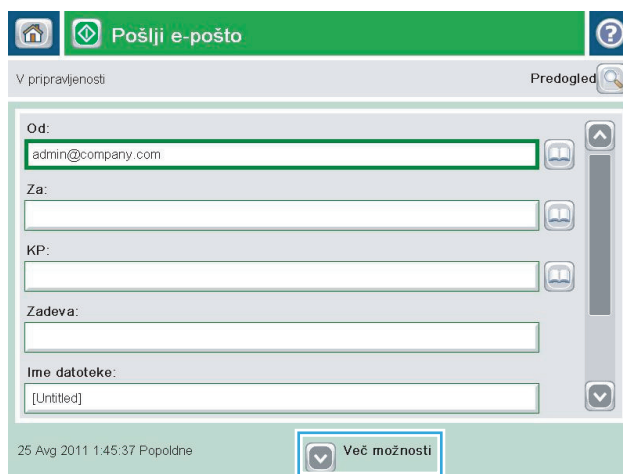 Pošlji e-pošto
V pripravljenosti
Predogled
Od:
admin@company.com
Za:
KP:
Zadeva:
Ime datoteke:
[Untitled]
25 Avg 2011 1:45:37 Popoldne
Več možnosti